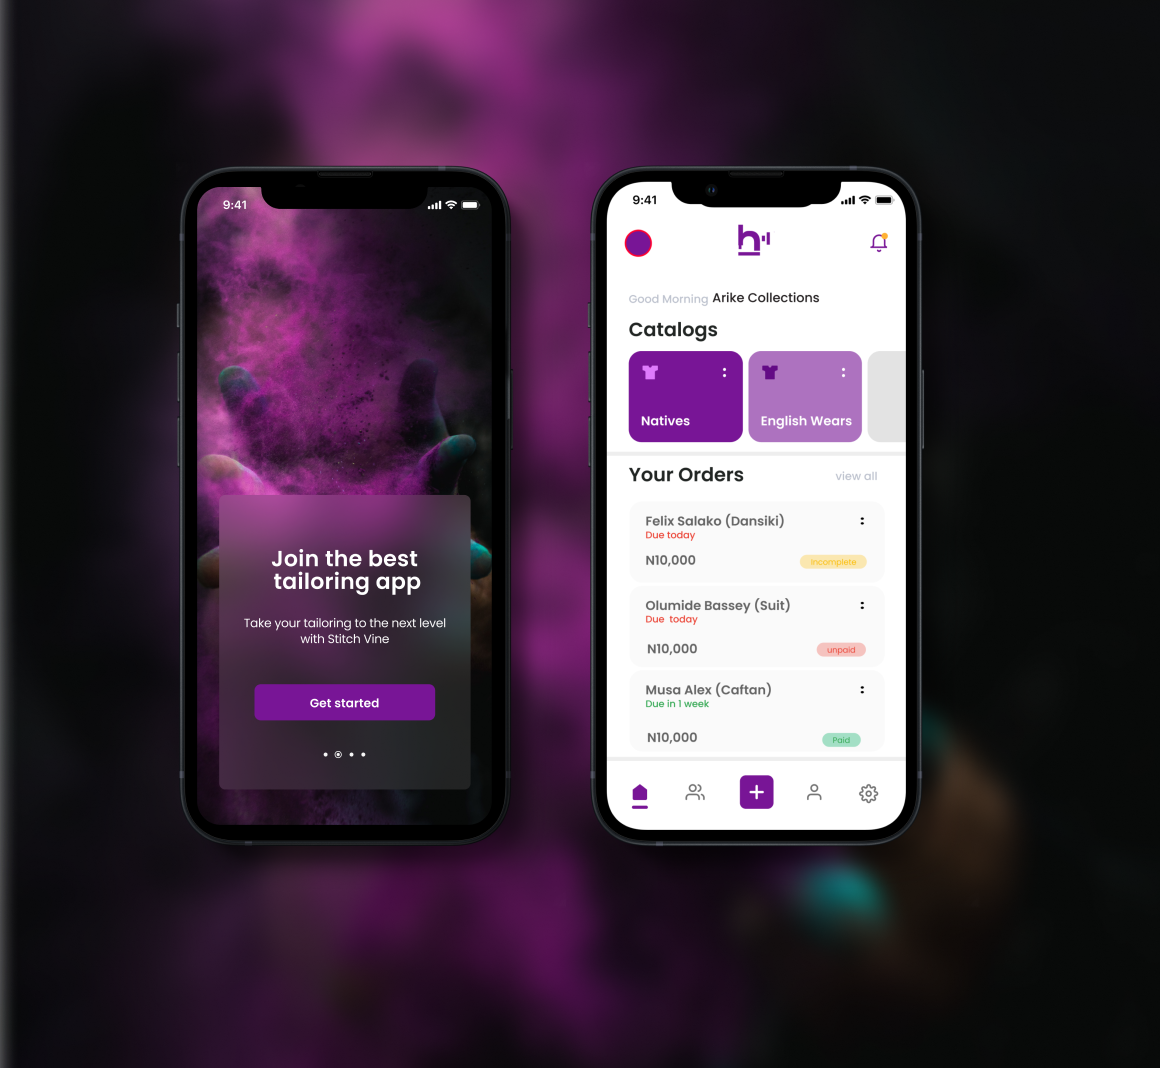 9:41
Join the best
tailoring app
Take your tailoring to the next level
with Stitch Vine
Get started
9:41
h
Good Morning Arike Collections
Catalogs
Natives
English Wears
Your Orders
view all
Felix Salako (Dansiki)
Due today
N10,000
Incomplete
Olumide Bassey (Suit)
Due  today
N10,000
unpaid
Musa Alex (Caftan)
Due in 1 week
N10,000
Paid